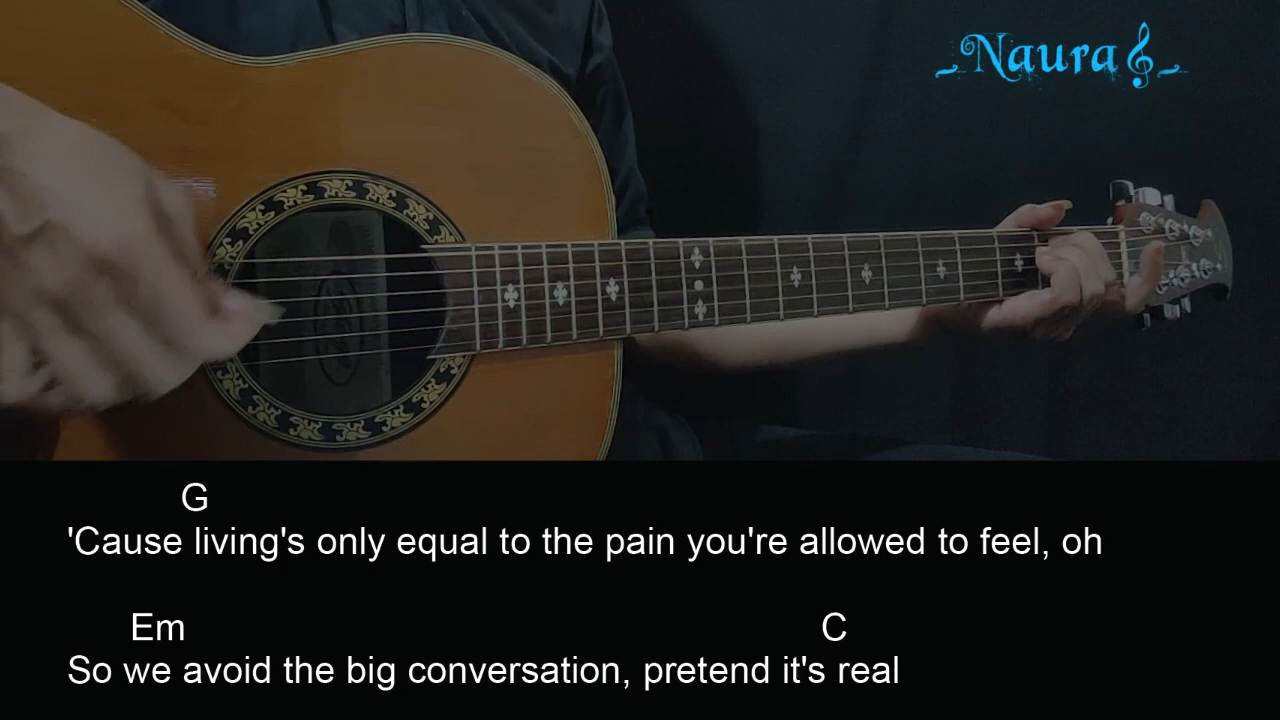 Naura
G
'Cause living's only equal to the pain you're allowed to feel, oh
Em C
So we avoid the big conversation, pretend it's real